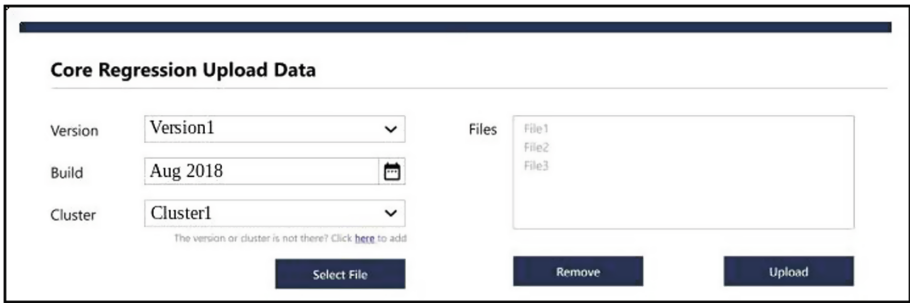 Core Regression Upload Data
Version
Version1
Build
Aug 2018
Cluster
Cluster1
The version or cluster is not there? Click here to add
Select File
Files
File1
File2
File3
Remove
Upload